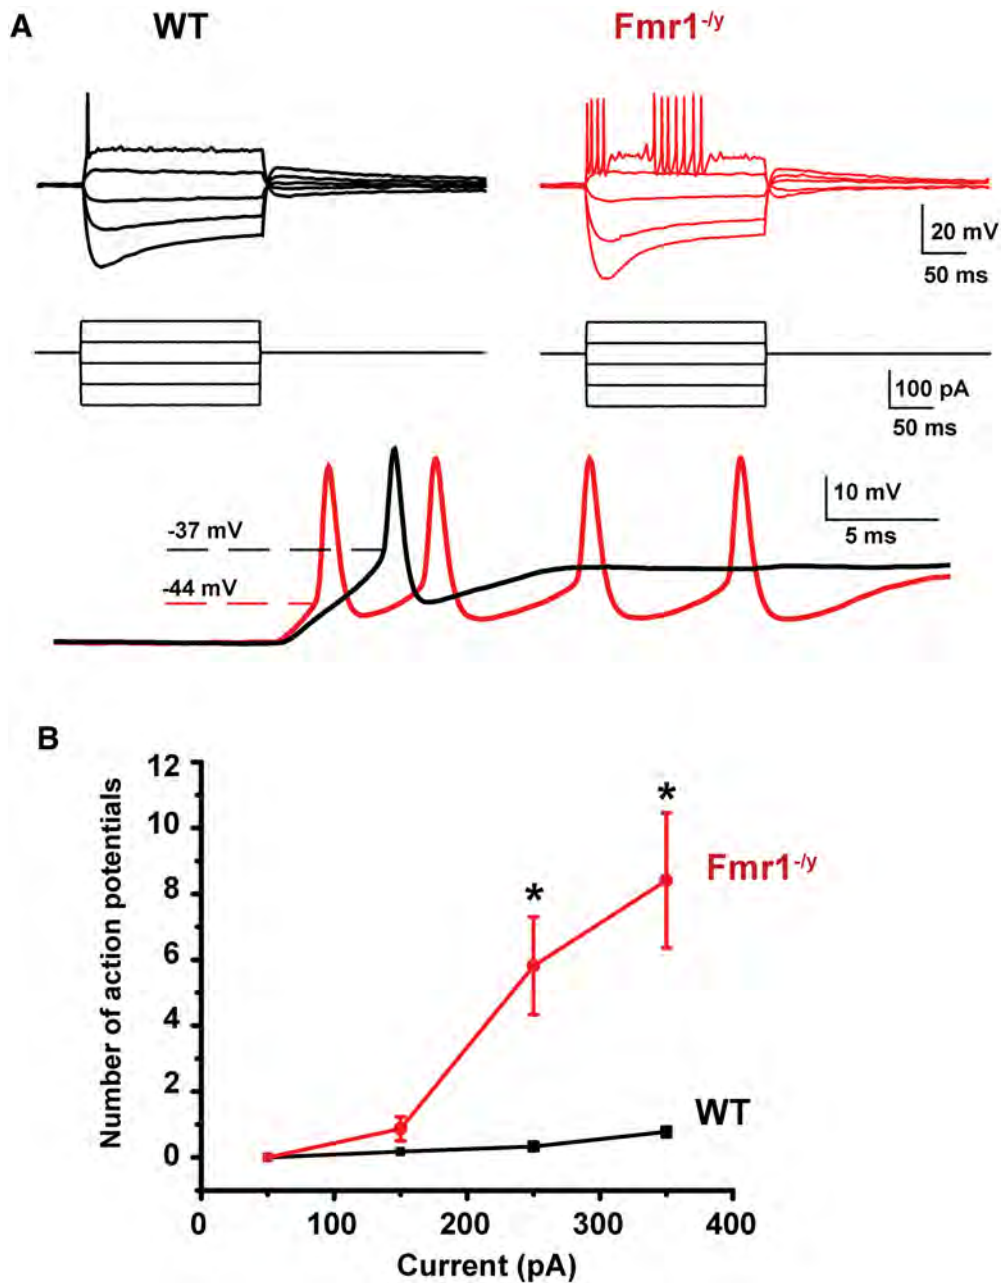 A
WT
Fmr1-/y
20 mV
50 ms
100 pA
50 ms
10 mV
5 ms
-37 mV
-44 mV
B
12
10
8
6
4
2
0
Number of action potentials
*
*
Fmr1-/y
WT
0
100
200
300
400
Current (pA)